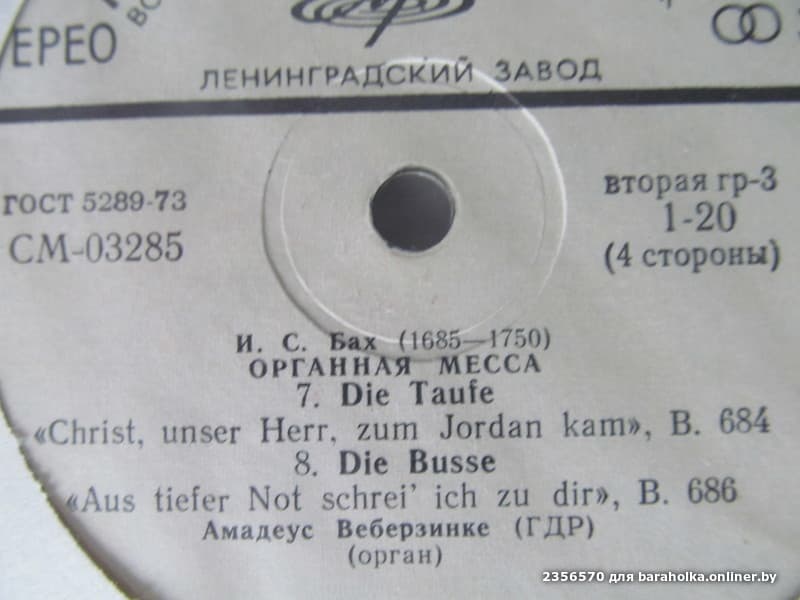 ЕРЕО
ЛЕНИНГРАДСКИЙ ЗАВОД
ГОСТ 5289-73
СМ-03285
вторая гр-3
1-20
(4 стороны)
И. С. Бах (1685—1750)
ОРГАННАЯ МЕССА
7. Die Taufe
«Christ, unser Herr, zum Jordan kam», B. 684
8. Die Busse
«Aus tiefer Not schrei' ich zu dir», B. 686
Амадеус Веберзинке (ГДР)
(орган)
2356570 для baraholka.onliner.by